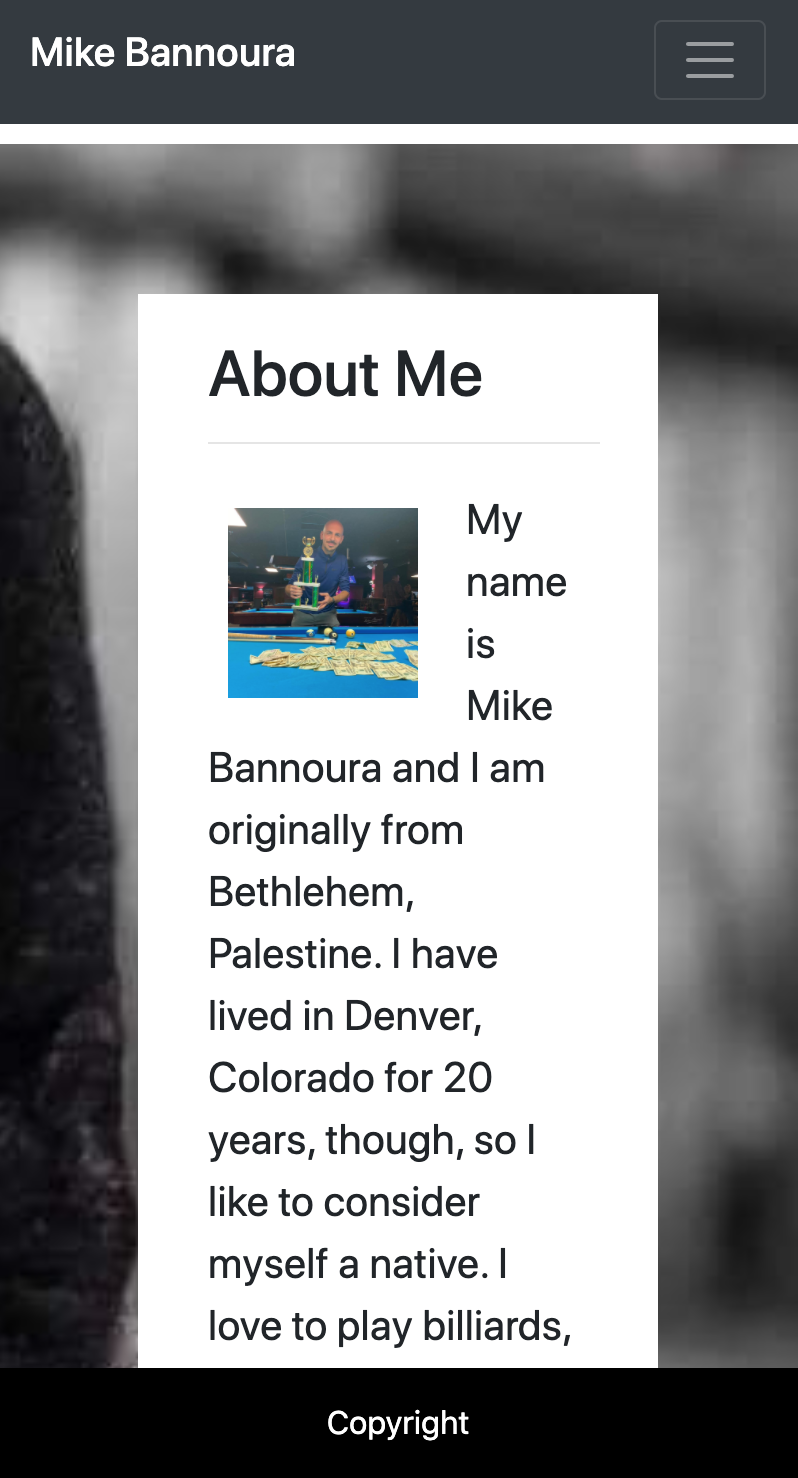 Mike Bannoura
About Me
My
name
is
Mike
Bannoura and I am
originally from
Bethlehem,
Palestine. I have
lived in Denver,
Colorado for 20
years, though, so I
like to consider
myself a native. I
love to play billiards,
Copyright